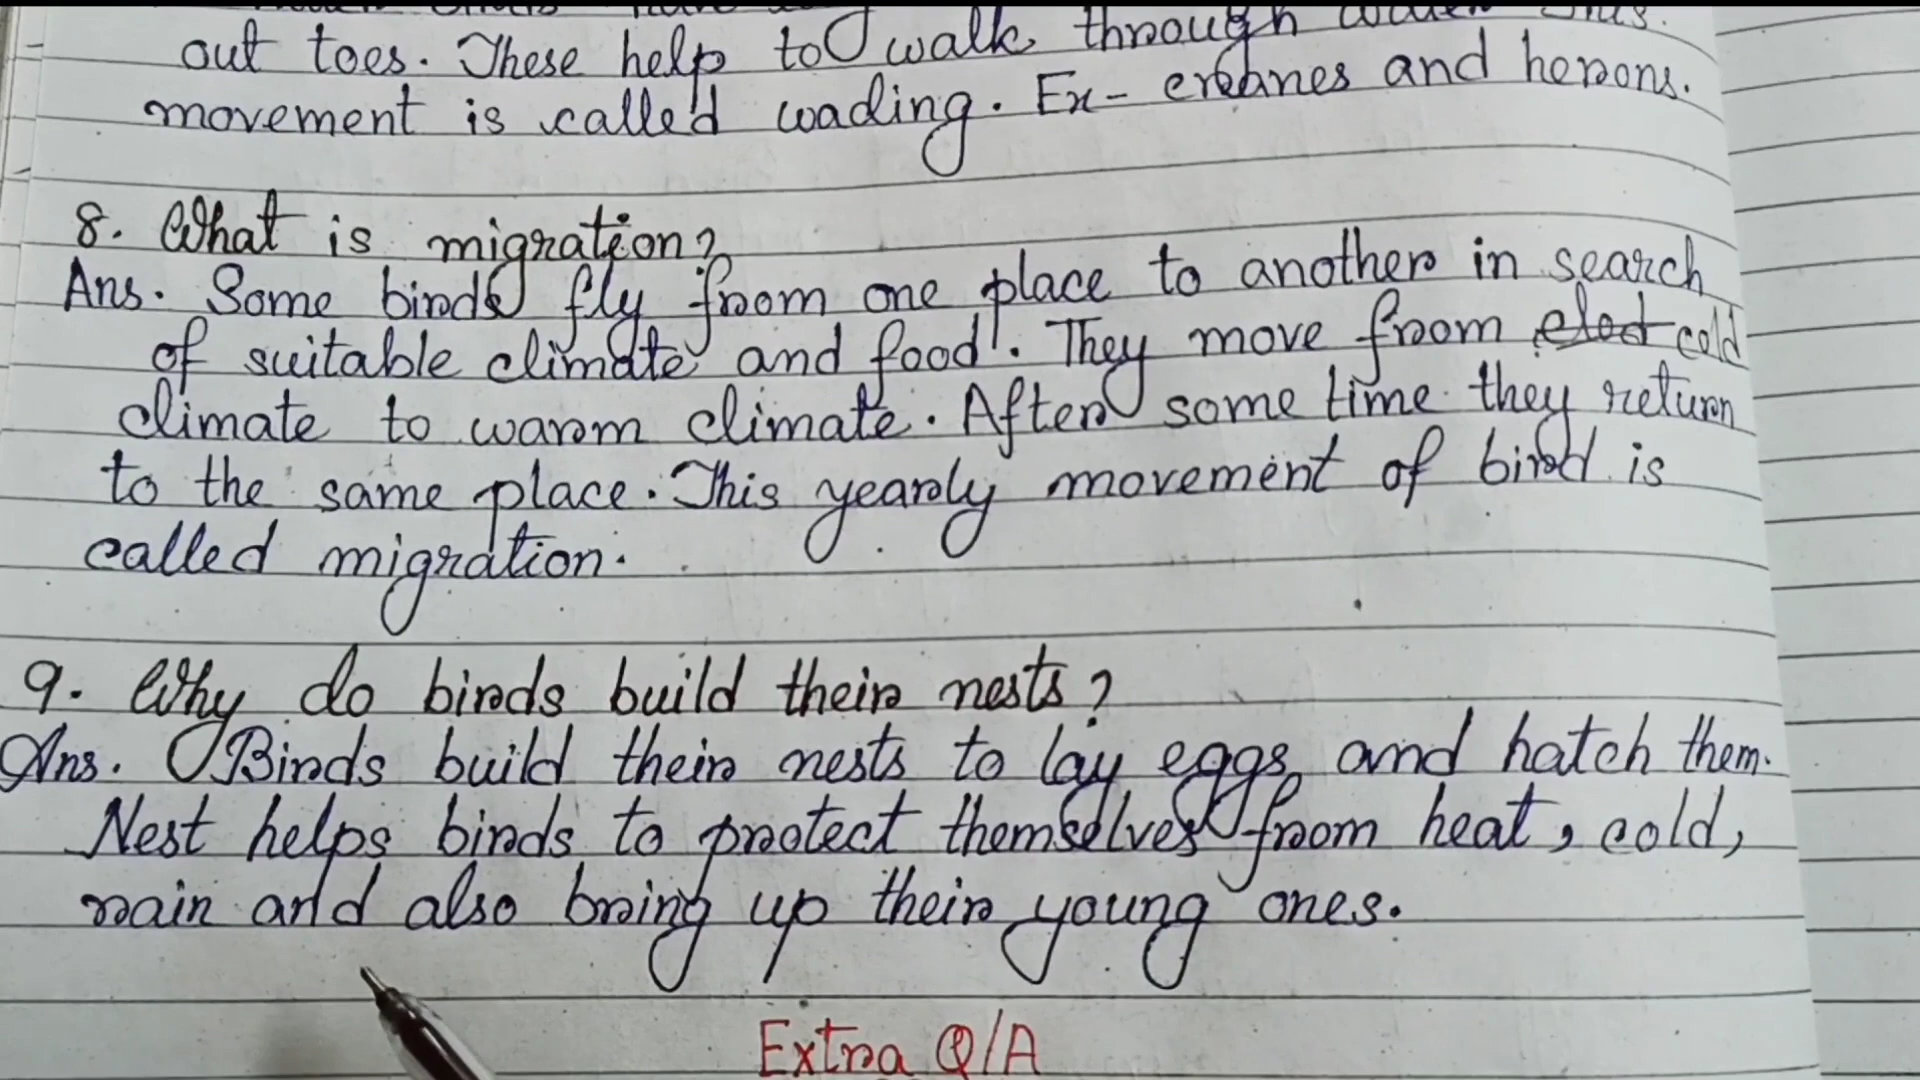 out toes. These help to walk through water. This
movement is called wading. Ex- cranes and herons.
8. What is migration?
Ans. Some birds fly from one place to another in search
of suitable climate and food. They move from clod cold
climate to warm climate. After some time they return
to the same place. This yearly movement of bird is
called migration.
9. Why do birds build their nests?
Ans. Birds build their nests to lay eggs and hatch them.
Nest helps birds to protect themselves from heat, cold,
rain and also bring up their young ones.
Extra Q/A